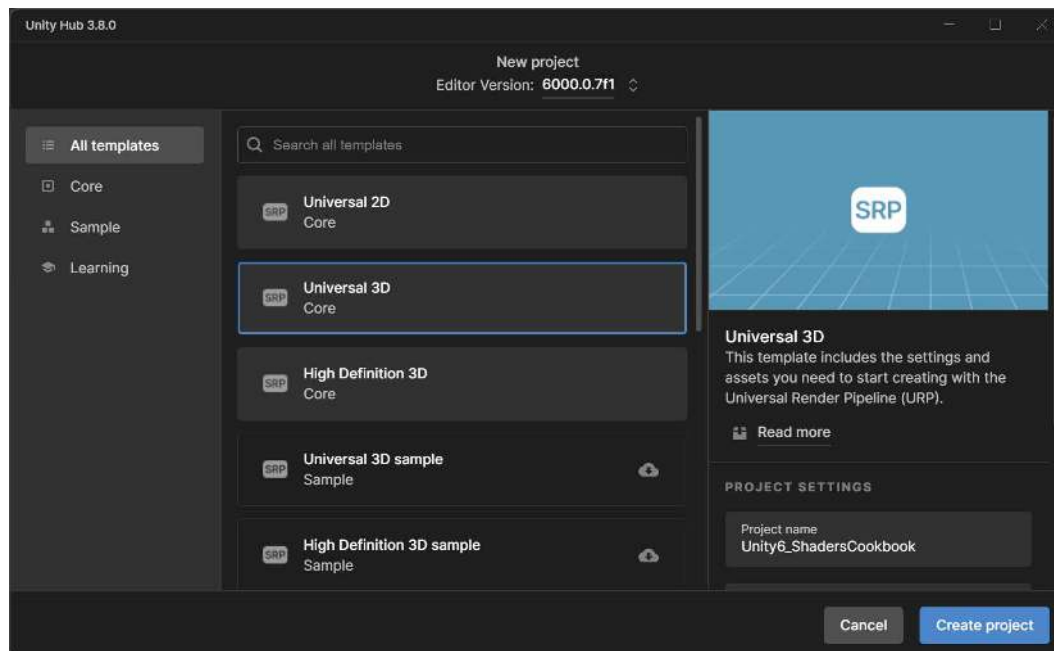 Unity Hub 3.8.0
New project
Editor Version: 6000.0.7f1
All templates
Core
Sample
Learning
Search all templates
SRP
Universal 2D
Core
SRP
Universal 3D
Core
SRP
High Definition 3D
Core
SRP
Universal 3D sample
Sample
SRP
High Definition 3D sample
Sample
SRP
Universal 3D
This template includes the settings and
assets you need to start creating with the
Universal Render Pipeline (URP).
Read more
PROJECT SETTINGS
Project name
Unity6_ShadersCookbook
Cancel
Create project